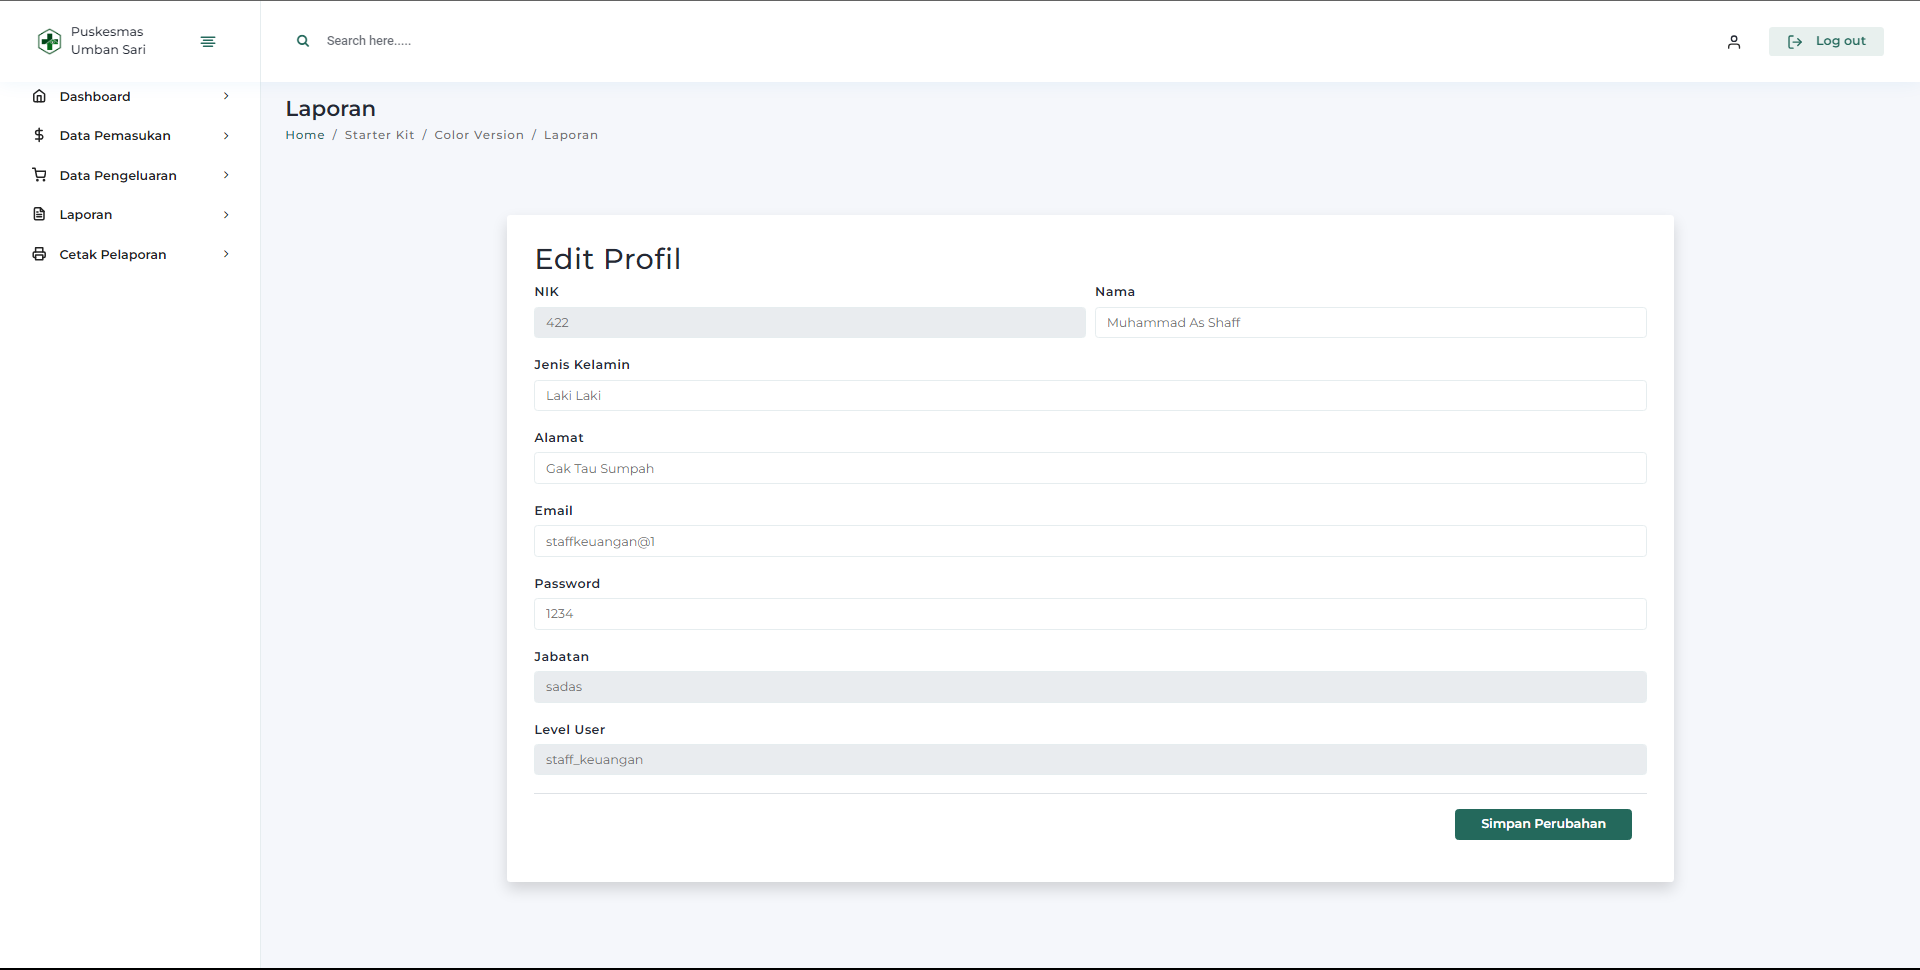 Puskesmas
Umban Sari
Search here.....
Log out
Dashboard
Data Pemasukan
Data Pengeluaran
Laporan
Cetak Pelaporan
Laporan
Home / Starter Kit / Color Version / Laporan
Edit Profil
NIK
422
Nama
Muhammad As Shaff
Jenis Kelamin
Laki Laki
Alamat
Gak Tau Sumpah
Email
staffkeuangan@1
Password
1234
Jabatan
sadas
Level User
staff_keuangan
Simpan Perubahan